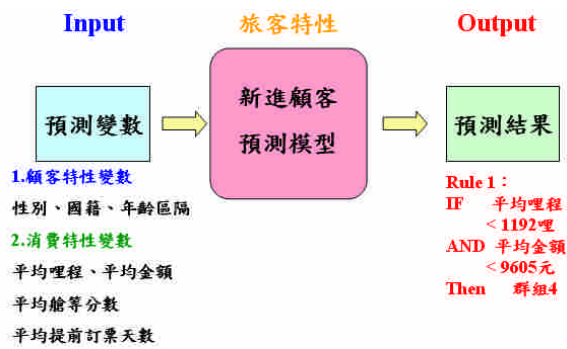 Input
旅客特性
Output
預測變數
新進顧客
預測模型
預測結果
1.顧客特性變數
性別、國籍、年齡區隔
2.消費特性變數
平均哩程、平均金額
平均艙等分數
平均提前訂票天數
Rule 1：
IF 平均哩程
< 1192哩
AND 平均金額
< 9605元
Then 群組4